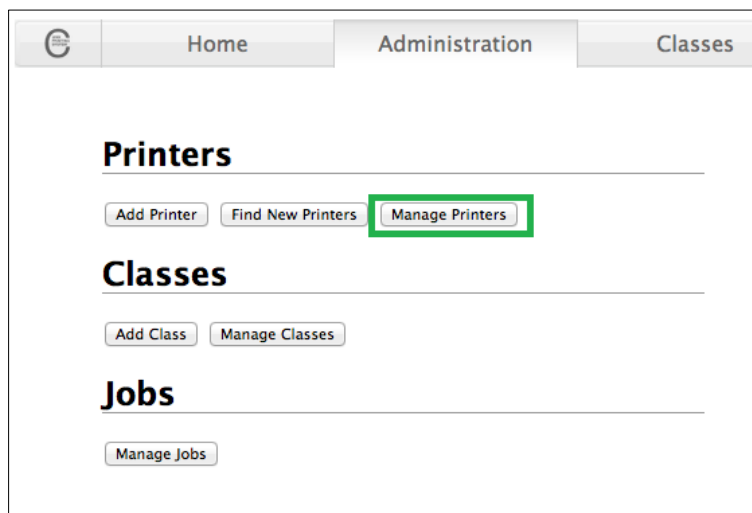 Home Administration Classes
Printers
Add Printer Find New Printers Manage Printers
Classes
Add Class Manage Classes
Jobs
Manage Jobs